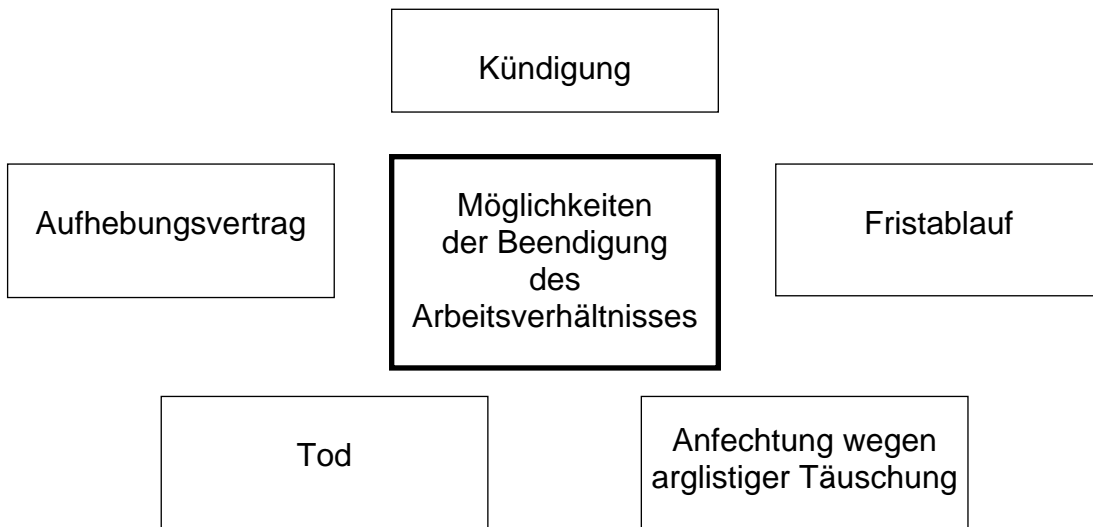 Kündigung
Aufhebungsvertrag
Möglichkeiten
der Beendigung
des
Arbeitsverhältnisses
Fristablauf
Tod
Anfechtung wegen
arglistiger Täuschung